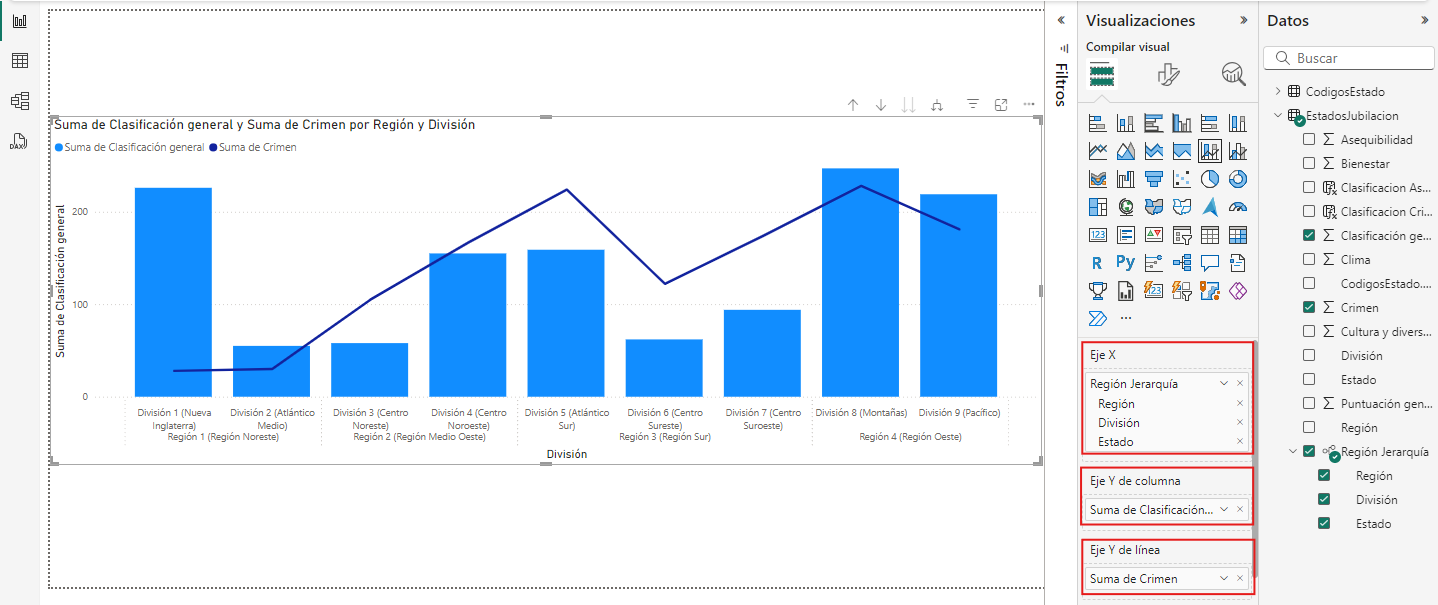 Suma de Clasificación general y Suma de Crimen por Región y División
Suma de Clasificación general
Suma de Crimen
Suma de Clasificación general
200
100
0
División 1 (Nueva Inglaterra)
División 2 (Atlántico Medio)
División 3 (Centro Noreste)
División 4 (Centro Noroeste)
División 5 (Atlántico Sur)
División 6 (Centro Sureste)
División 7 (Centro Suroeste)
División 8 (Montañas)
División 9 (Pacífico)
Región 1 (Región Noreste)
Región 2 (Región Medio Oeste)
Región 3 (Región Sur)
Región 4 (Región Oeste)
División
Filtros
Visualizaciones
Compilar visual
123
R
Py
123
...
Eje X
Región Jerarquía
Región
División
Estado
Eje Y de columna
Suma de Clasificación...
Eje Y de línea
Suma de Crimen
Datos
Buscar
CodigosEstado
EstadosJubilacion
Asequibilidad
Bienestar
Clasificacion As...
Clasificacion Cri...
Clasificación ge...
Clima
CodigosEstado....
Crimen
Cultura y divers...
División
Estado
Puntuación gen...
Región
Región Jerarquía
Región
División
Estado